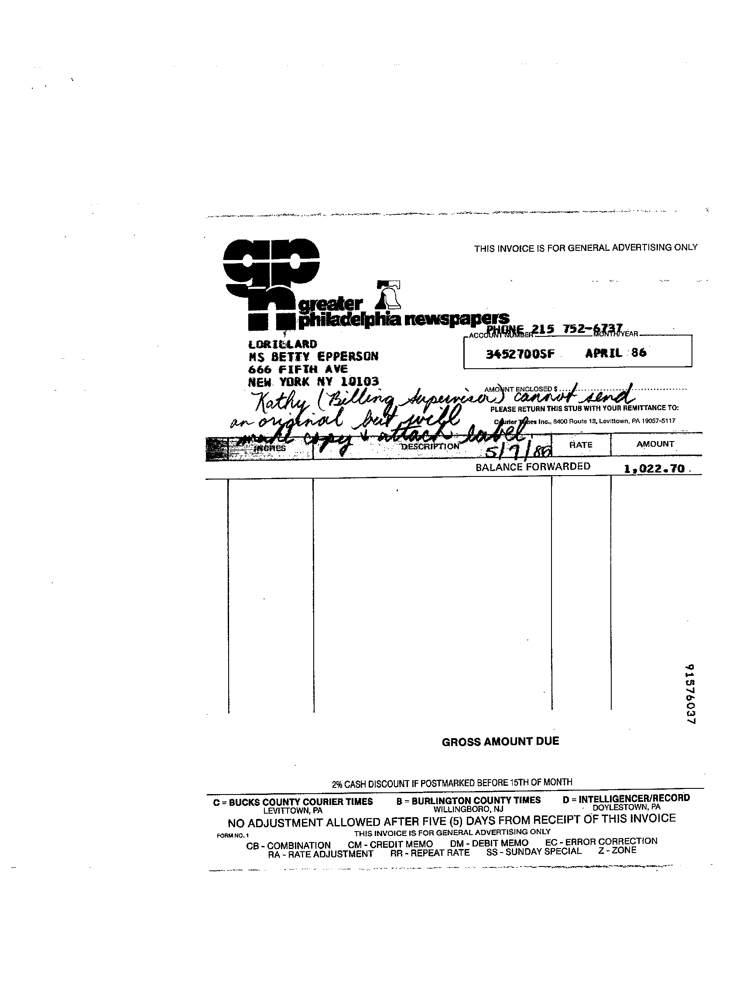 THIS INVOICE IS FOR GENERAL ADVERTISING ONLY
gpn
greater
philadelphia newspapers
PHONE 215 752-6737
ACCOUNT NUMBER MONTH/YEAR
LORILLARD
MS BETTY EPPERSON
666 FIFTH AVE
NEW YORK NY 10103
3452700SF APRIL 86
AMOUNT ENCLOSED $
Kathy (Billing Supervisor) cannot send
an original but will
mark copy & attach label
5/7/86
PLEASE RETURN THIS STUB WITH YOUR REMITTANCE TO:
Courier Times Inc., 8400 Route 13, Levittown, PA 19057-5117
INCHES DESCRIPTION RATE AMOUNT
BALANCE FORWARDED 1,022.70
91576037
GROSS AMOUNT DUE
2% CASH DISCOUNT IF POSTMARKED BEFORE 15TH OF MONTH
C = BUCKS COUNTY COURIER TIMES B = BURLINGTON COUNTY TIMES D = INTELLIGENCER/RECORD
LEVITTOWN, PA WILLINGBORO, NJ DOYLESTOWN, PA
NO ADJUSTMENT ALLOWED AFTER FIVE (5) DAYS FROM RECEIPT OF THIS INVOICE
FORM NO. 1 THIS INVOICE IS FOR GENERAL ADVERTISING ONLY
CB - COMBINATION CM - CREDIT MEMO DM - DEBIT MEMO EC - ERROR CORRECTION
RA - RATE ADJUSTMENT RR - REPEAT RATE SS - SUNDAY SPECIAL Z - ZONE